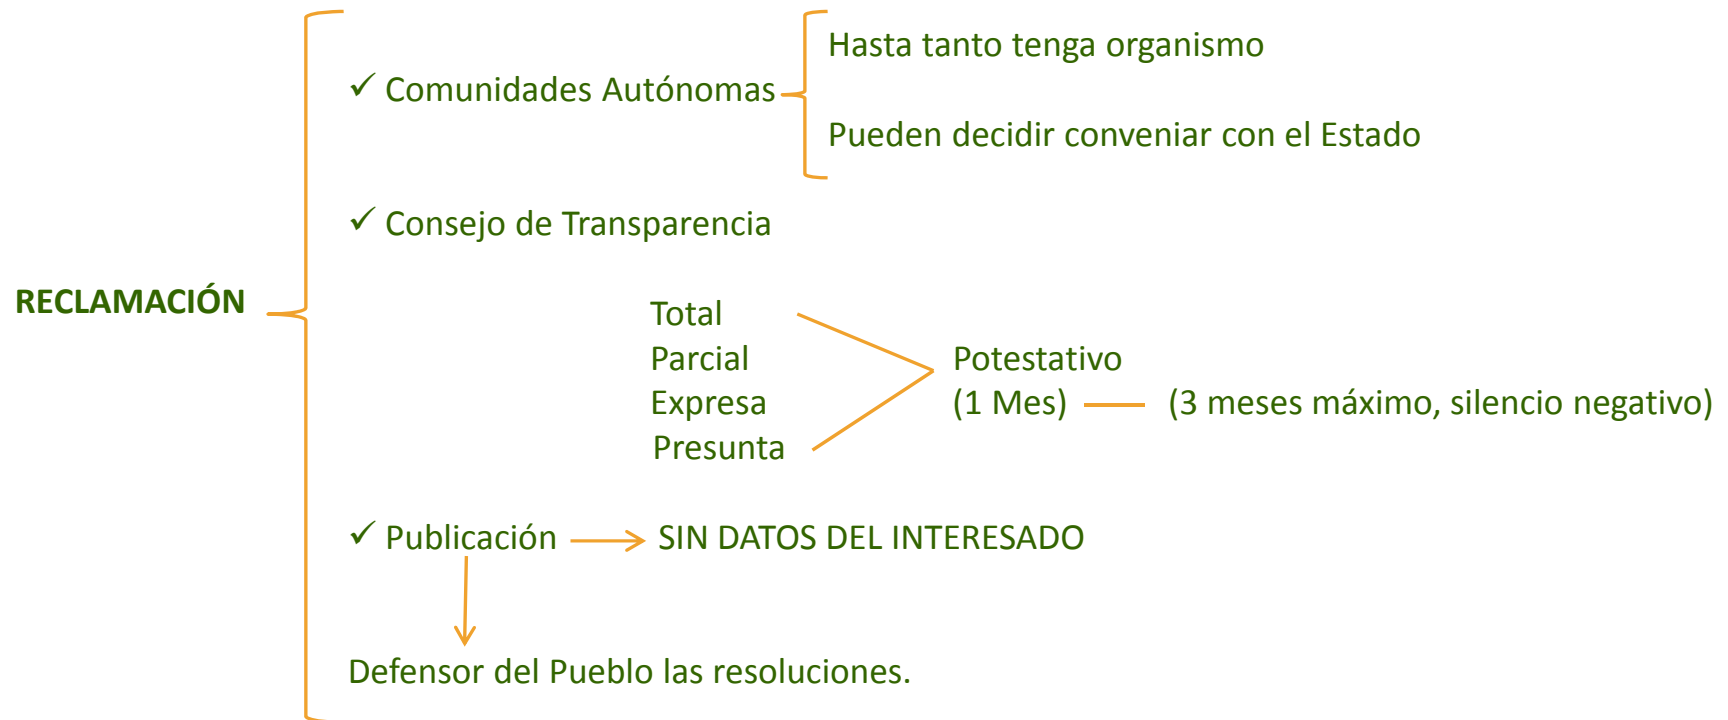 Hasta tanto tenga organismo
✓ Comunidades Autónomas
Pueden decidir conveniar con el Estado
✓ Consejo de Transparencia
RECLAMACIÓN
Total
Parcial
Expresa
Presunta
Potestativo
(1 Mes)
(3 meses máximo, silencio negativo)
✓ Publicación
SIN DATOS DEL INTERESADO
Defensor del Pueblo las resoluciones.